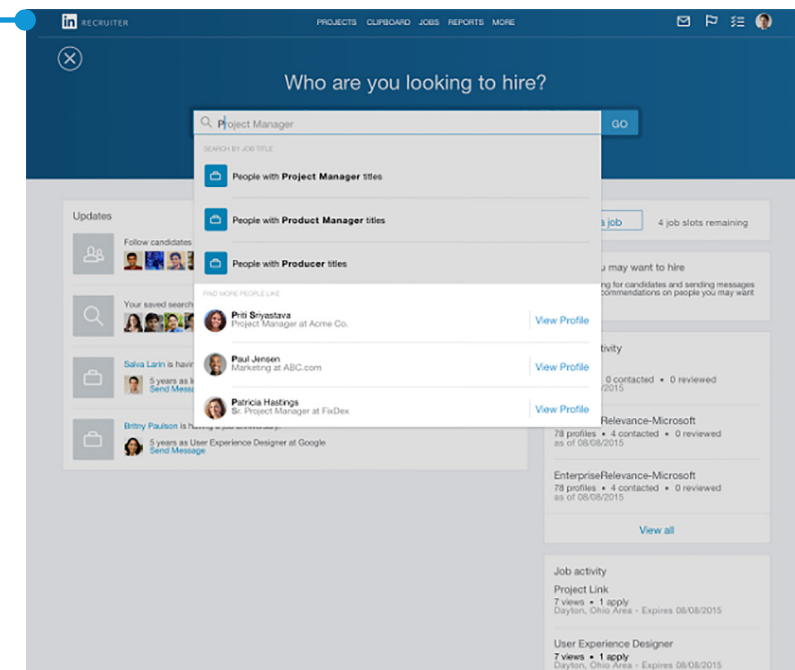 in RECRUITER
PROJECTS CLIPBOARD JOBS REPORTS MORE
Who are you looking to hire?
Project Manager
GO
SEARCH BY JOB TITLE
People with Project Manager titles
People with Product Manager titles
People with Producer titles
FIND MORE PEOPLE LIKE
Priti Sriyastava
Project Manager at Acme Co.
View Profile
Paul Jensen
Marketing at ABC.com
View Profile
Patricia Hastings
Sr. Project Manager at FixDex
View Profile
Updates
Follow candidates
Your saved search
Salva Larin is havin
5 years as
Send Messa
Britny Paulson is having a job anniversary.
5 years as User Experience Designer at Google
Send Message
a job
4 job slots remaining
may want to hire
ng for candidates and sending messages
commendations on people you may want
tivity
0 contacted • 0 reviewed
/2015
Relevance-Microsoft
78 profiles • 4 contacted • 0 reviewed
as of 08/08/2015
EnterpriseRelevance-Microsoft
78 profiles • 4 contacted • 0 reviewed
as of 08/08/2015
View all
Job activity
Project Link
7 views • 1 apply
Dayton, Ohio Area - Expires 08/08/2015
User Experience Designer
7 views • 1 apply
Dayton, Ohio Area - Expires 08/08/2015